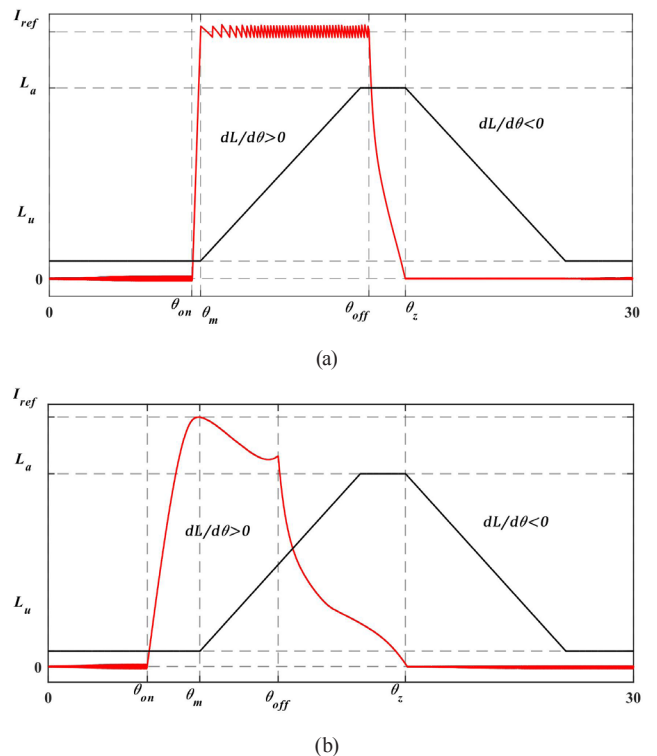 I_ref
L_a
dL/dθ>0
dL/dθ<0
L_u
0
0 θ_on θ_m θ_off θ_z 30
(a)
I_ref
L_a
dL/dθ>0
dL/dθ<0
L_u
0
0 θ_on θ_m θ_off θ_z 30
(b)